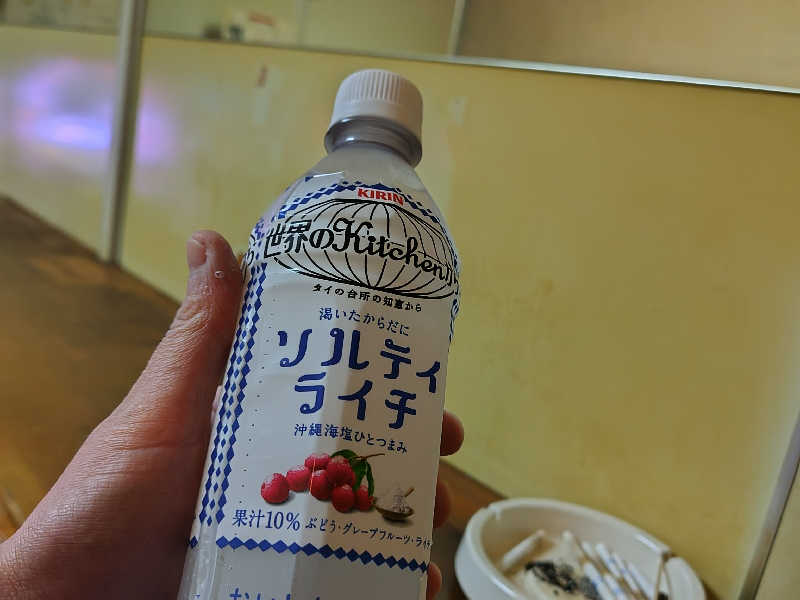 KIRIN
世界のKitchenから
タイの台所の知恵から
渇いたからだに
ソルティ
ライチ
沖縄海塩ひとつまみ
果汁10% ぶどう・グレープフルーツ・ライチ